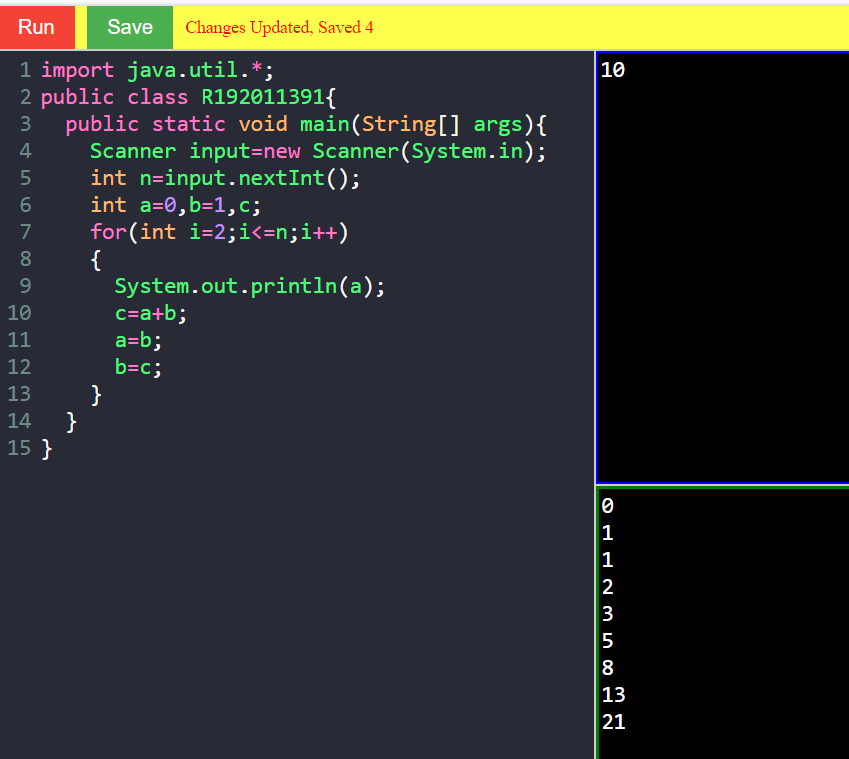 Run Save Changes Updated, Saved 4
1 import java.util.*;
2 public class R192011391{
3   public static void main(String[] args){
4     Scanner input=new Scanner(System.in);
5     int n=input.nextInt();
6     int a=0,b=1,c;
7     for(int i=2;i<=n;i++)
8     {
9       System.out.println(a);
10       c=a+b;
11       a=b;
12       b=c;
13     }
14   }
15 }
10
0
1
1
2
3
5
8
13
21